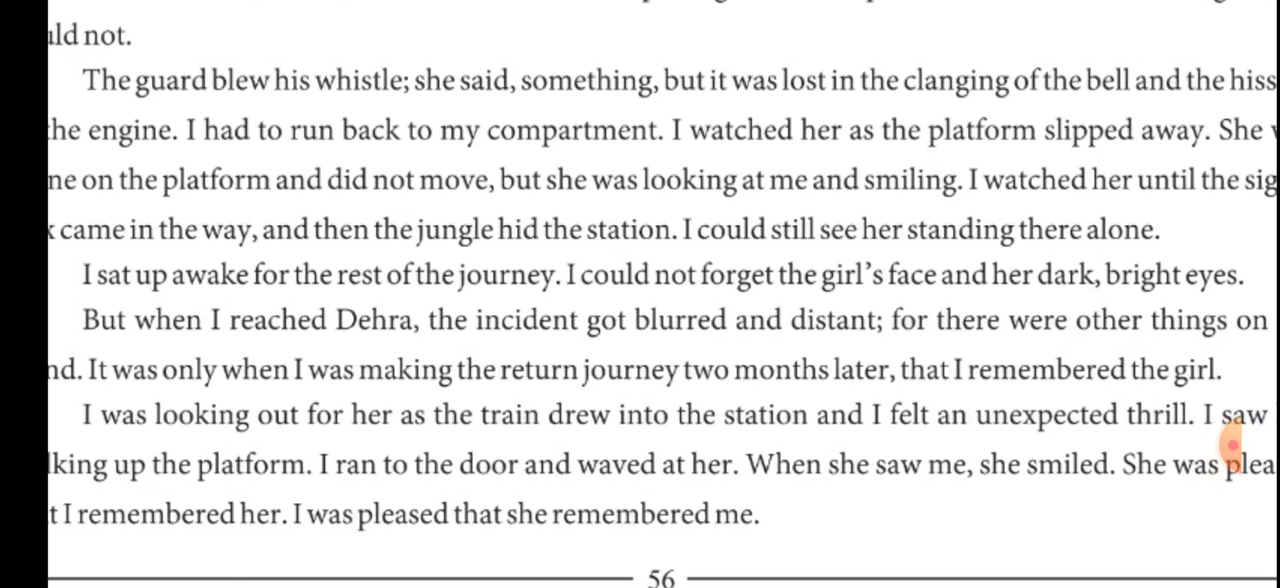 not.
The guard blew his whistle; she said, something, but it was lost in the clanging of the bell and the hiss
the engine. I had to run back to my compartment. I watched her as the platform slipped away. She
on the platform and did not move, but she was looking at me and smiling. I watched her until the
came in the way, and then the jungle hid the station. I could still see her standing there alone.
I sat up awake for the rest of the journey. I could not forget the girl’s face and her dark, bright eyes.
But when I reached Dehra, the incident got blurred and distant; for there were other things on
It was only when I was making the return journey two months later, that I remembered the girl.
I was looking out for her as the train drew into the station and I felt an unexpected thrill. I saw
up the platform. I ran to the door and waved at her. When she saw me, she smiled. She was
I remembered her. I was pleased that she remembered me.
56